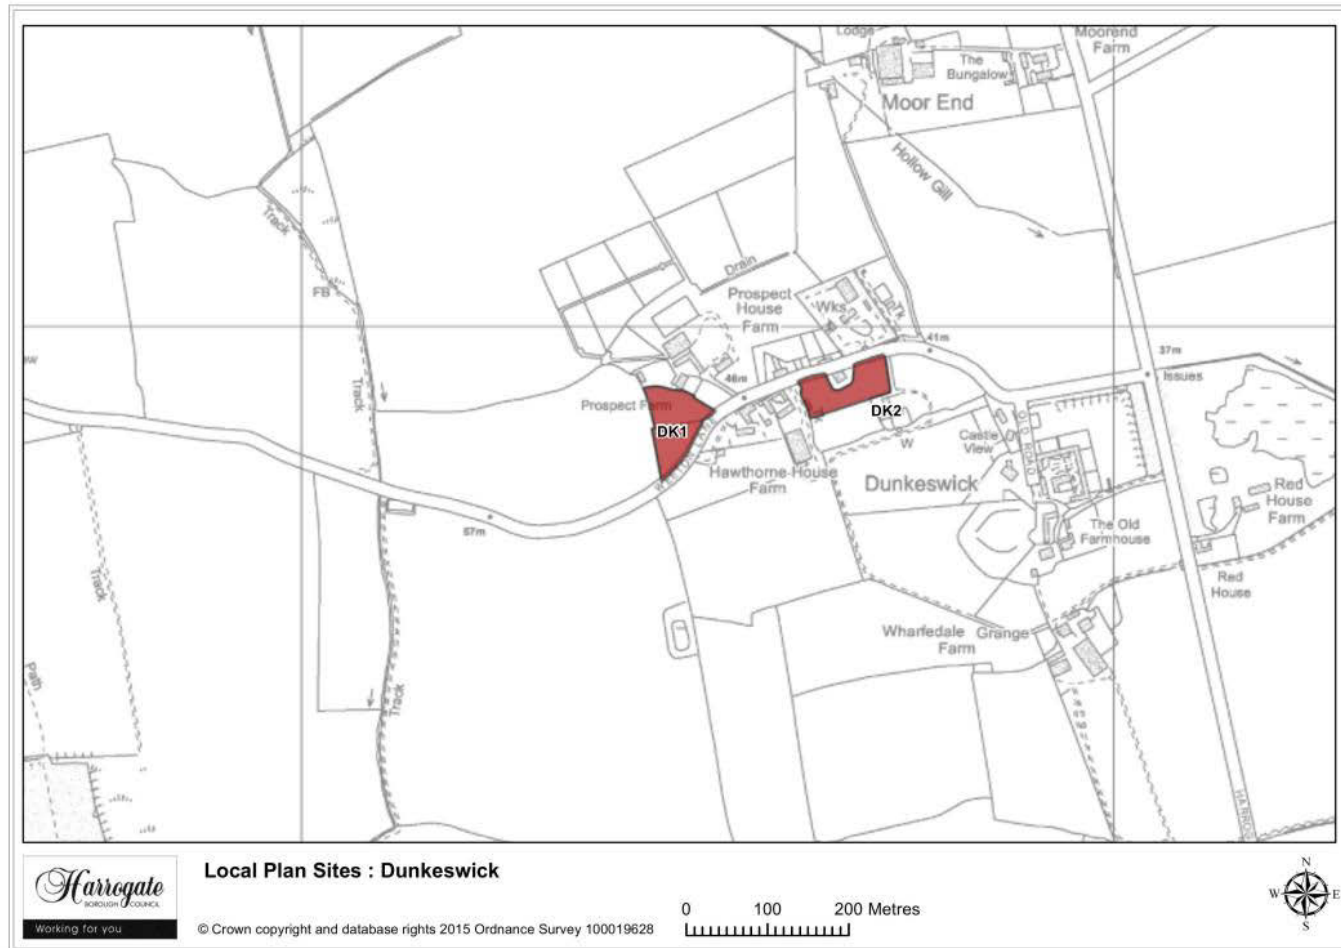 Lodge
Moorend
Farm
The
Bungalow
Moor End
Hollow Gill
Track
FB
Drain
Prospect
House
Farm
Wks
Tk
41m
37m
Issues
46m
Track
Prospect Farm
DK1
DK2
W
Castle
View
OLD ROAD
Hawthorne House
Farm
Dunkeswick
Red
House
Farm
The Old
Farmhouse
57m
Track
Red
House
Wharfedale Grange
Farm
Path
Track
Local Plan Sites : Dunkeswick
Harrogate
BOROUGH COUNCIL
Working for you
© Crown copyright and database rights 2015 Ordnance Survey 100019628
0 100 200 Metres
N
W E
S